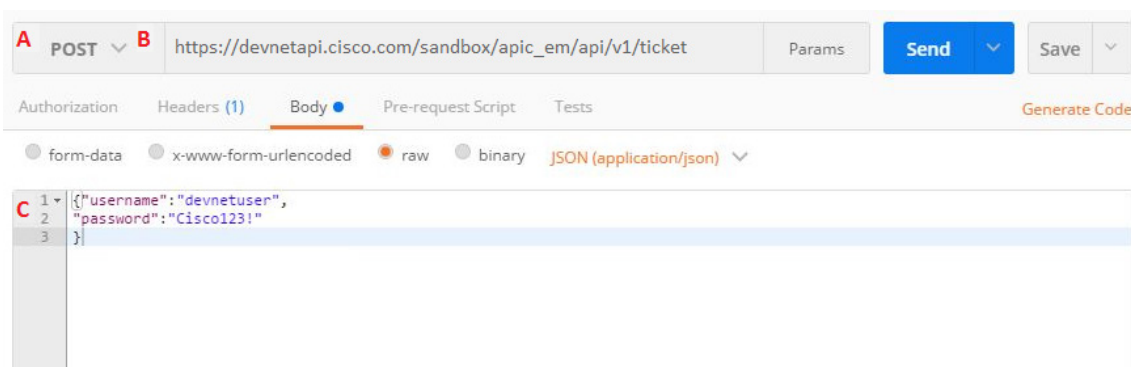 A POST B https://devnetapi.cisco.com/sandbox/apic_em/api/v1/ticket Params Send Save
Authorization Headers (1) Body Pre-request Script Tests Generate Code
form-data x-www-form-urlencoded raw binary JSON (application/json)
C 1 {"username":"devnetuser",
2 "password":"Cisco123!"
3 }